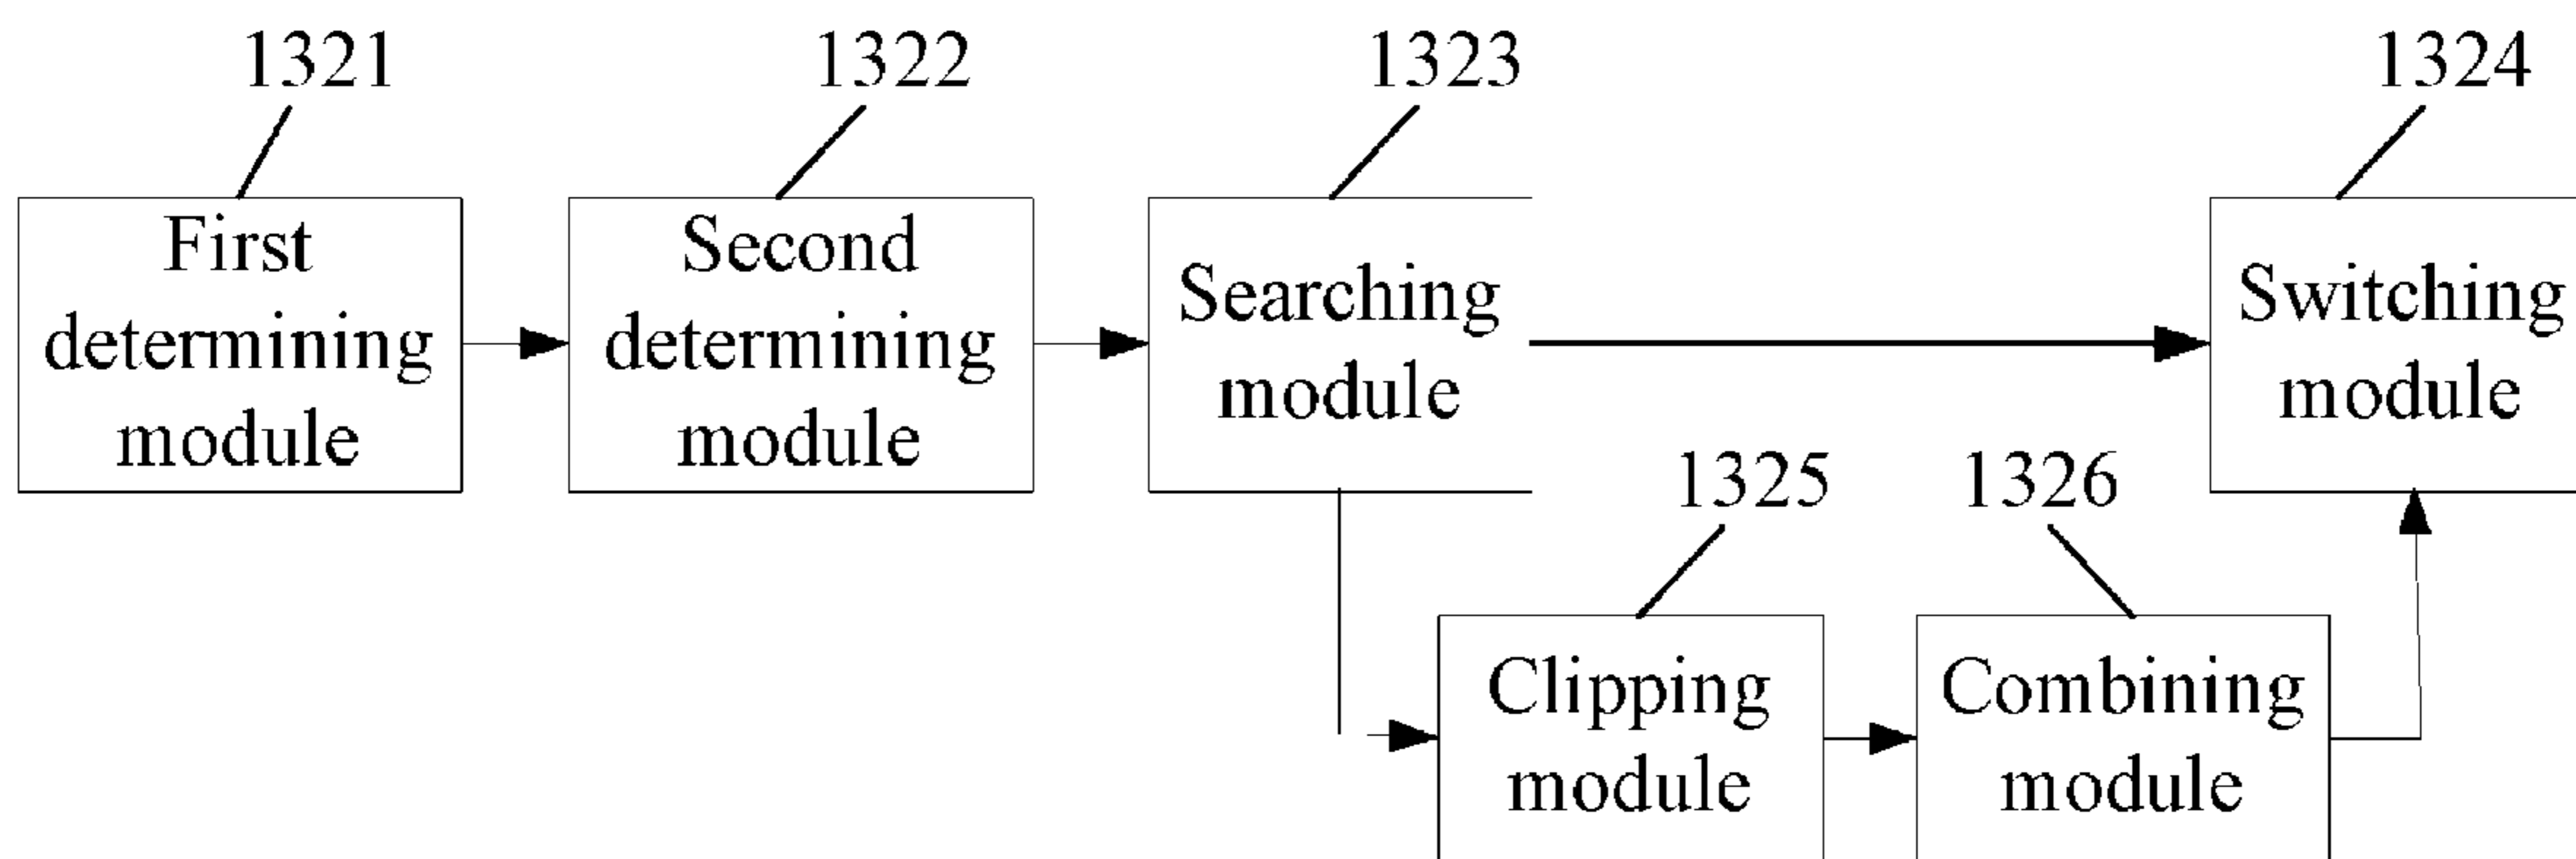 1321
1322
1323
1324
First
determining
module
Second
determining
module
Searching
module
Switching
module
1325
1326
Clipping
module
Combining
module